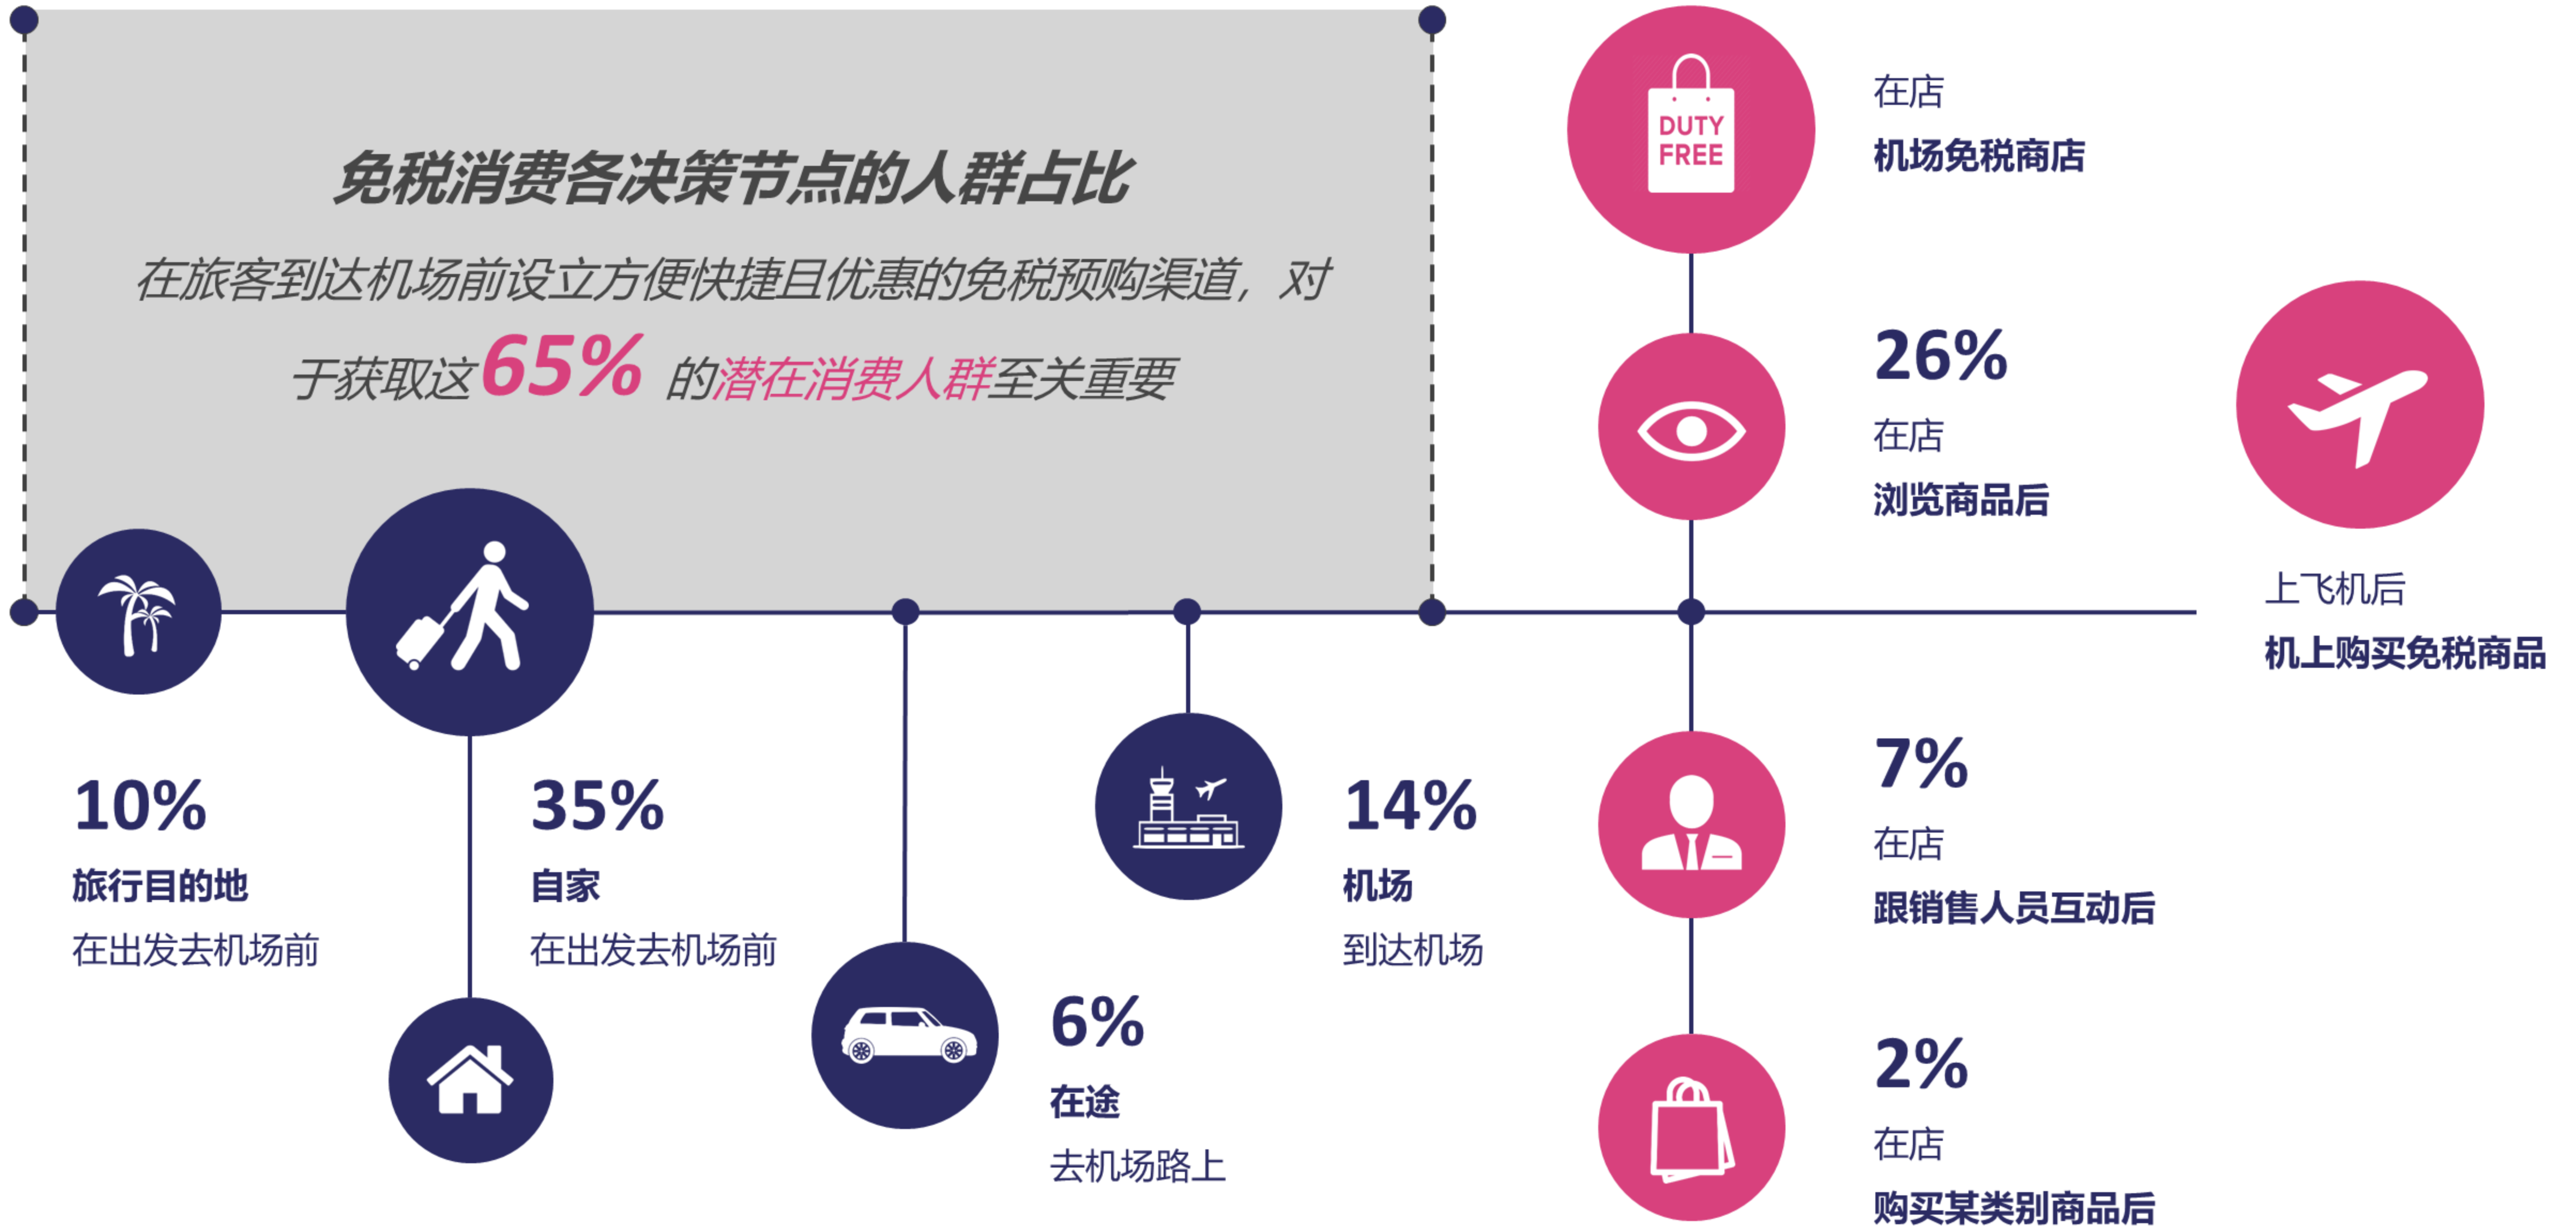 免税消费各决策节点的人群占比
在旅客到达机场前设立方便快捷且优惠的免税预购渠道，对
于获取这65% 的潜在消费人群至关重要
10%
旅行目的地
在出发去机场前
35%
自家
在出发去机场前
6%
在途
去机场路上
14%
机场
到达机场
DUTY
FREE
在店
机场免税商店
26%
在店
浏览商品后
7%
在店
跟销售人员互动后
2%
在店
购买某类别商品后
上飞机后
机上购买免税商品